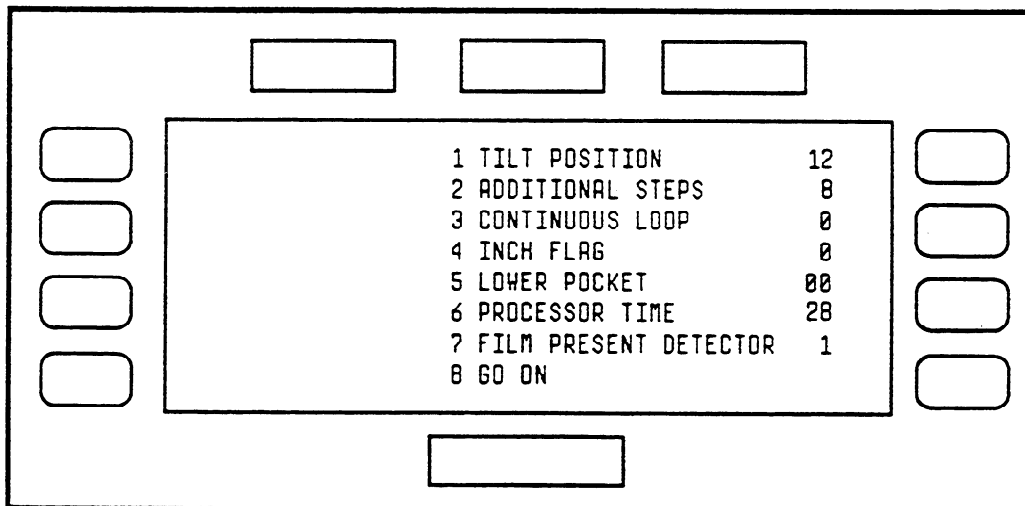 1 TILT POSITION 12
2 ADDITIONAL STEPS 8
3 CONTINUOUS LOOP 0
4 INCH FLAG 0
5 LOWER POCKET 00
6 PROCESSOR TIME 28
7 FILM PRESENT DETECTOR 1
8 GO ON